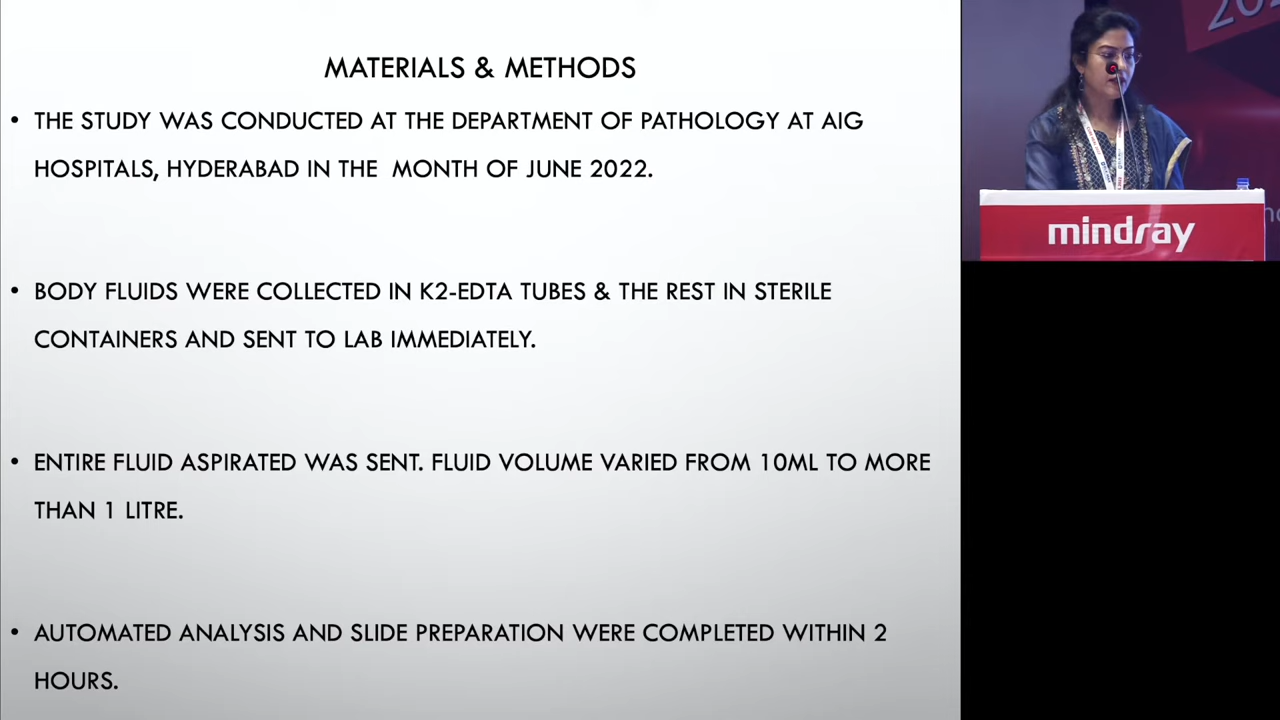 MATERIALS & METHODS
• THE STUDY WAS CONDUCTED AT THE DEPARTMENT OF PATHOLOGY AT AIG
HOSPITALS, HYDERABAD IN THE MONTH OF JUNE 2022.
• BODY FLUIDS WERE COLLECTED IN K2-EDTA TUBES & THE REST IN STERILE
CONTAINERS AND SENT TO LAB IMMEDIATELY.
• ENTIRE FLUID ASPIRATED WAS SENT. FLUID VOLUME VARIED FROM 10ML TO MORE
THAN 1 LITRE.
• AUTOMATED ANALYSIS AND SLIDE PREPARATION WERE COMPLETED WITHIN 2
HOURS.
mindray